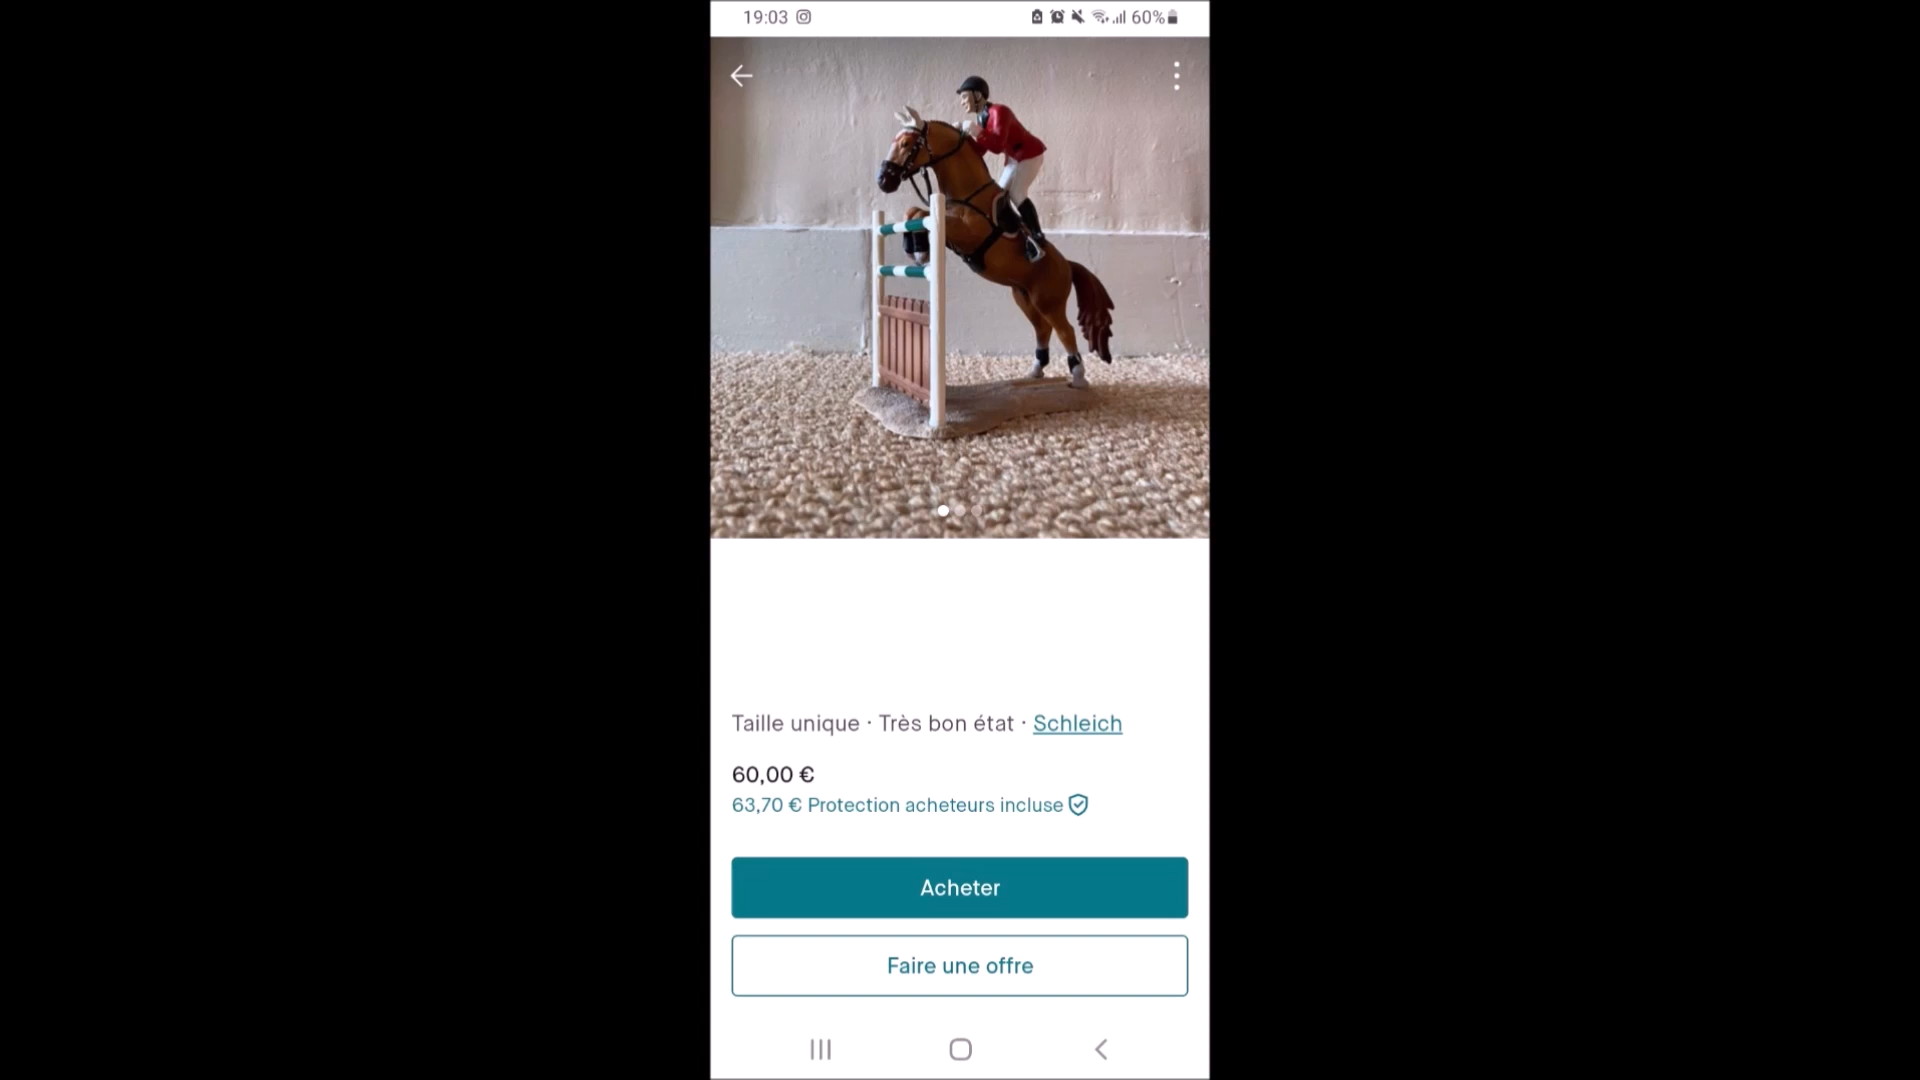 19:03
60%
Taille unique · Très bon état · Schleich
60,00 €
63,70 € Protection acheteurs incluse
Acheter
Faire une offre